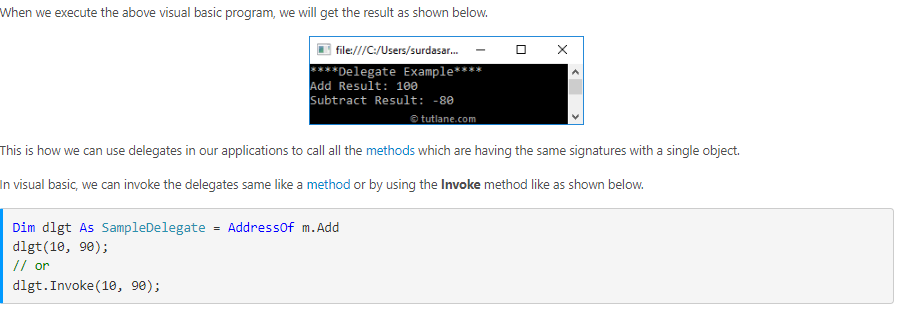 When we execute the above visual basic program, we will get the result as shown below.
file:///C:/Users/surdasar...
****Delegate Example****
Add Result: 100
Subtract Result: -80
© tutlane.com
This is how we can use delegates in our applications to call all the methods which are having the same signatures with a single object.
In visual basic, we can invoke the delegates same like a method or by using the Invoke method like as shown below.
Dim dlgt As SampleDelegate = AddressOf m.Add
dlgt(10, 90);
// or
dlgt.Invoke(10, 90);